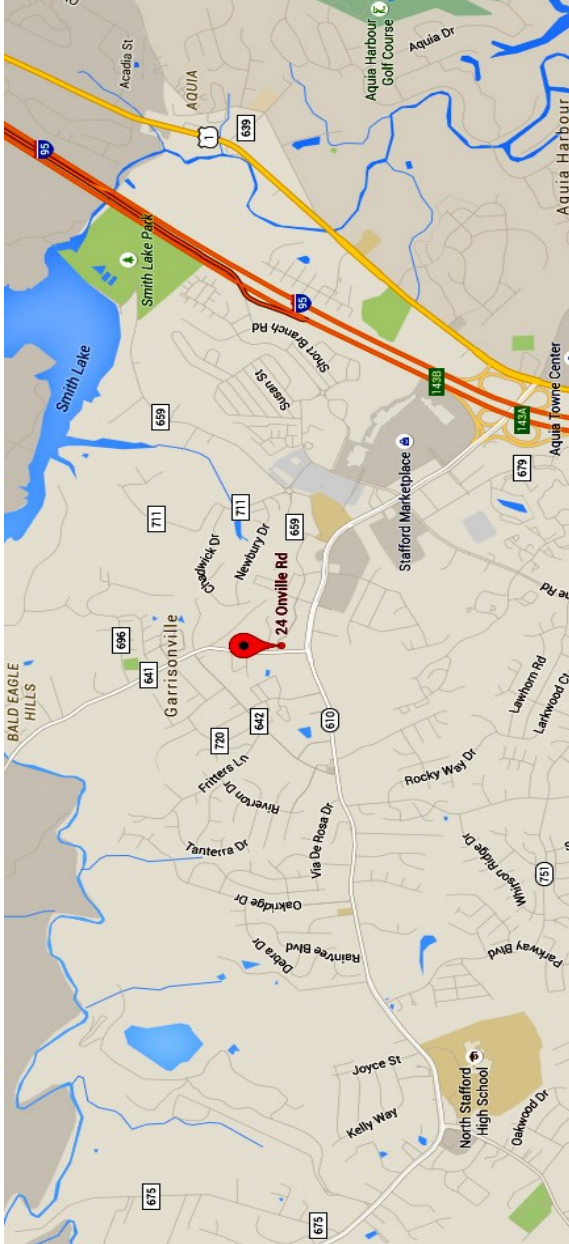 Acadia St
AQUIA
Aquia Harbour
Golf Course
Aquia Dr
Aquia Harbour
95
1
639
Smith Lake Park
Smith Lake
95
Short Branch Rd
Susan St
143B
143A
Aquia Towne Center
679
Stafford Marketplace
659
711
711
Chadwick Dr
Newbury Dr
659
24 Onville Rd
696
641
Garrisonville
BALD EAGLE
HILLS
720
642
610
Fritters Ln
Riverton Dr
Tanterra Dr
Via De Rosa Dr
Rocky Way Dr
Lawhorn Rd
Larkwood Ct
Oakridge Dr
Debra Dr
Raintree Blvd
Whitson Ridge Dr
751
Parkway Blvd
Joyce St
Kelly Way
North Stafford
High School
Oakwood Dr
675
675